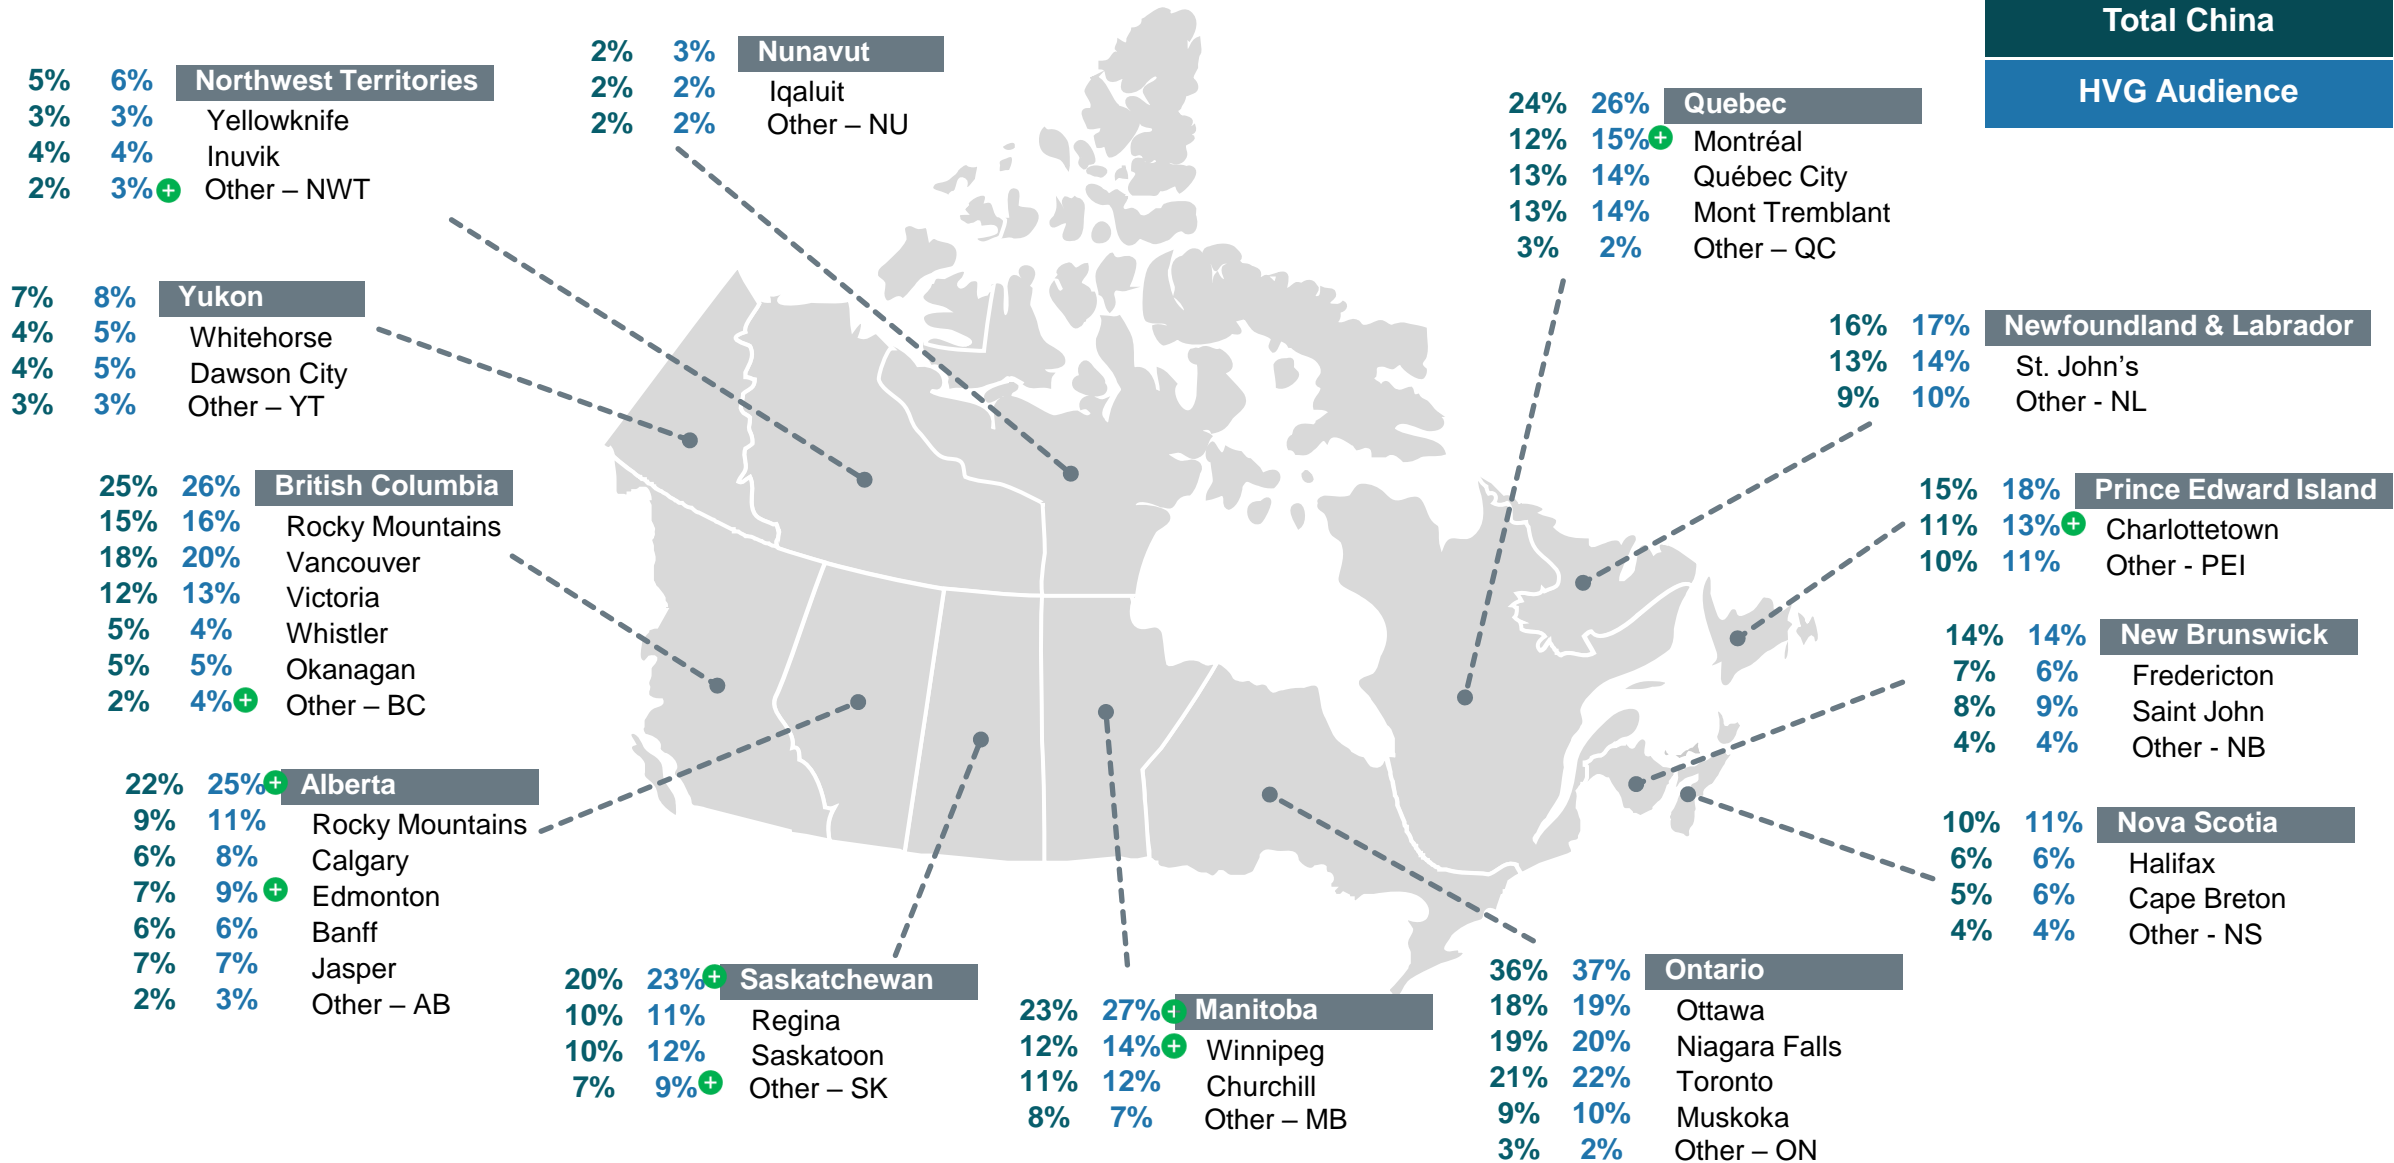 Total China
HVG Audience
2% 3% Nunavut
2% 2% Iqaluit
2% 2% Other – NU
5% 6% Northwest Territories
3% 3% Yellowknife
4% 4% Inuvik
2% 3% + Other – NWT
24% 26% Quebec
12% 15% + Montréal
13% 14% Québec City
13% 14% Mont Tremblant
3% 2% Other – QC
7% 8% Yukon
4% 5% Whitehorse
4% 5% Dawson City
3% 3% Other – YT
16% 17% Newfoundland & Labrador
13% 14% St. John’s
9% 10% Other - NL
25% 26% British Columbia
15% 16% Rocky Mountains
18% 20% Vancouver
12% 13% Victoria
5% 4% Whistler
5% 5% Okanagan
2% 4% + Other – BC
15% 18% Prince Edward Island
11% 13% + Charlottetown
10% 11% Other - PEI
14% 14% New Brunswick
7% 6% Fredericton
8% 9% Saint John
4% 4% Other - NB
22% 25% + Alberta
9% 11% Rocky Mountains
6% 8% Calgary
7% 9% + Edmonton
6% 6% Banff
7% 7% Jasper
2% 3% Other – AB
10% 11% Nova Scotia
6% 6% Halifax
5% 6% Cape Breton
4% 4% Other - NS
20% 23% + Saskatchewan
10% 11% Regina
10% 12% Saskatoon
7% 9% + Other – SK
23% 27% + Manitoba
12% 14% + Winnipeg
11% 12% Churchill
8% 7% Other – MB
36% 37% Ontario
18% 19% Ottawa
19% 20% Niagara Falls
21% 22% Toronto
9% 10% Muskoka
3% 2% Other – ON